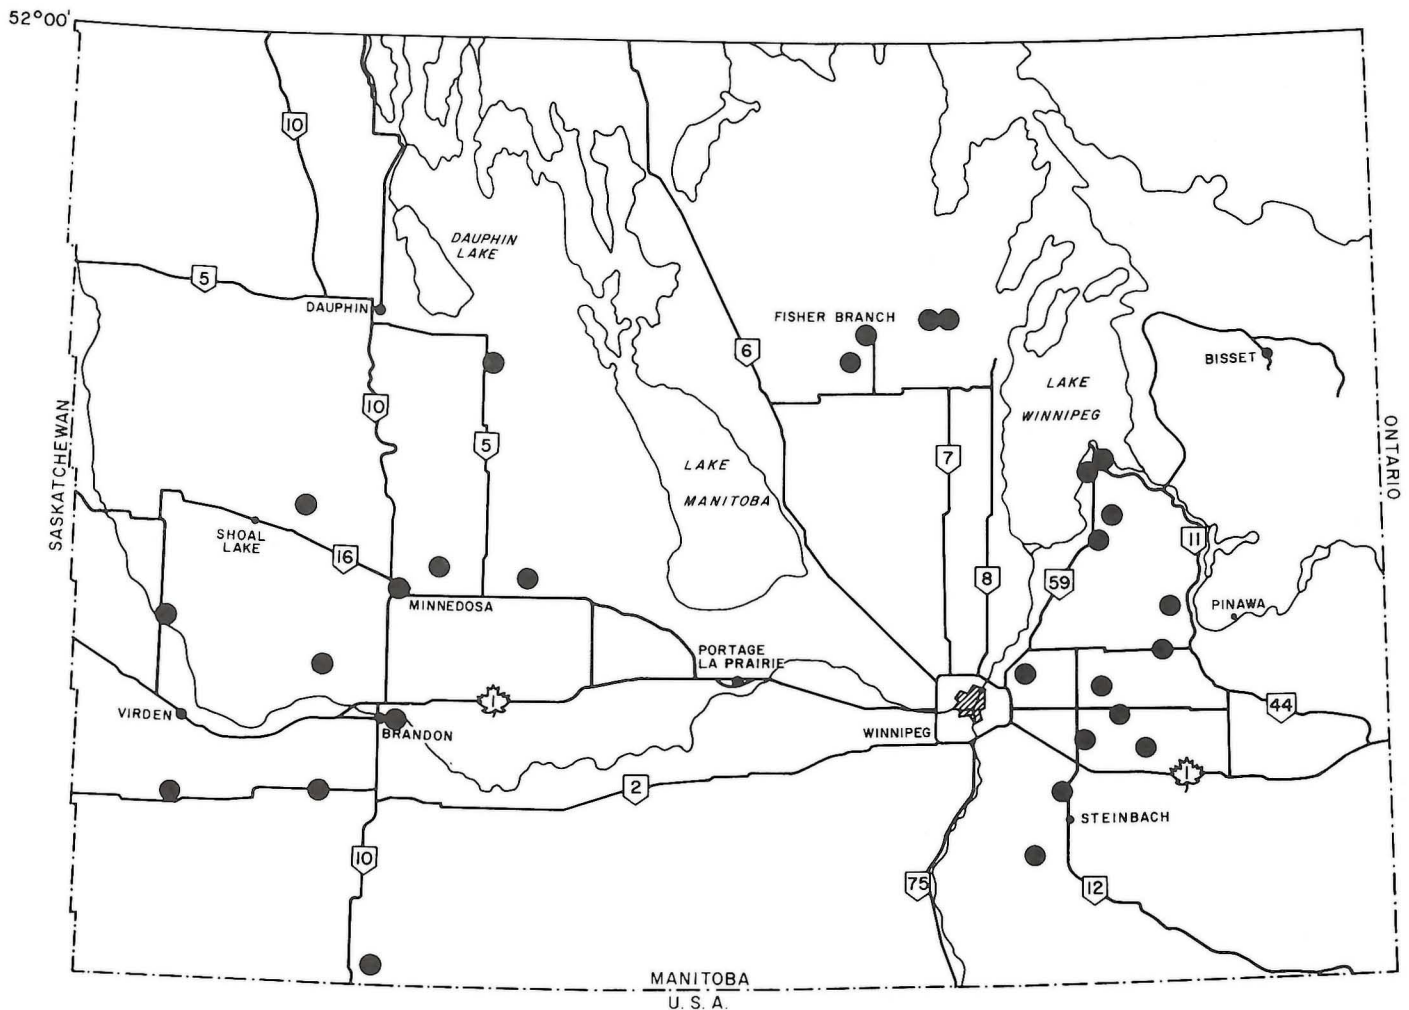 52°00'
10
DAUPHIN
LAKE
5
DAUPHIN
FISHER BRANCH
6
BISSET
LAKE
WINNIPEG
10
SASKATCHEWAN
ONTARIO
5
7
LAKE
MANITOBA
SHOAL
LAKE
16
11
8
59
MINNEDOSA
PINAWA
PORTAGE
LA PRAIRIE
1
VIRDEN
BRANDON
WINNIPEG
44
1
2
STEINBACH
10
75
12
MANITOBA
U. S. A.